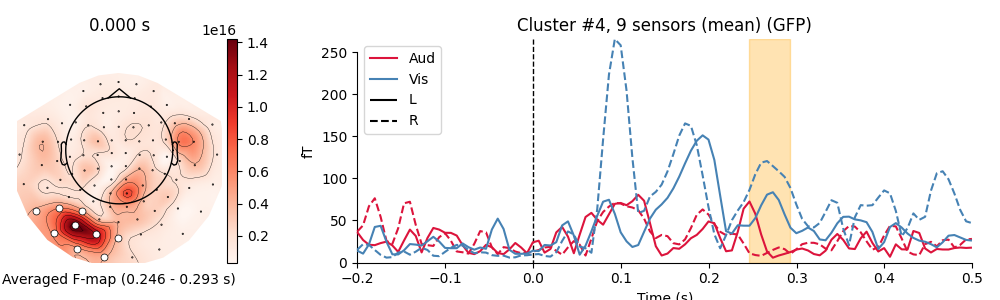 0.000 s
1e16
1.4
1.2
1.0
0.8
0.6
0.4
0.2
Averaged F-map (0.246 - 0.293 s)
Cluster #4, 9 sensors (mean) (GFP)
Aud
Vis
L
R
fT
250
200
150
100
50
0
−0.2
−0.1
0.0
0.1
0.2
0.3
0.4
0.5
Time (s)